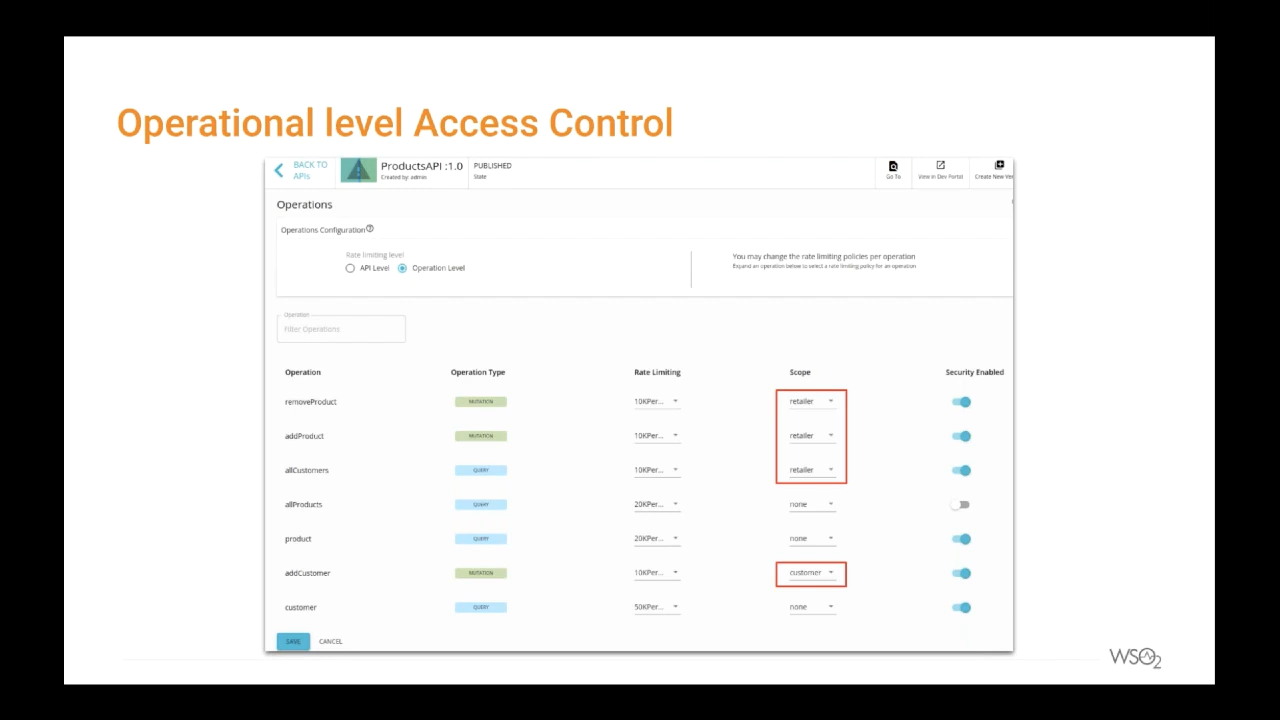 Operational level Access Control
BACK TO
APIs
ProductsAPI :1.0
Created by: admin
PUBLISHED
State
Go To
View in Dev Portal
Create New Ver
Operations
Operations Configuration
Rate limiting level
API Level
Operation Level
You may change the rate limiting policies per operation
Expand an operation below to select a rate limiting policy for an operation
Operation
Filter Operations
Operation Operation Type Rate Limiting Scope Security Enabled
removeProduct MUTATION 10KPer... retailer
addProduct MUTATION 10KPer... retailer
allCustomers QUERY 10KPer... retailer
allProducts QUERY 20KPer... none
product QUERY 20KPer... none
addCustomer MUTATION 10KPer... customer
customer QUERY 50KPer... none
SAVE CANCEL
WSO2